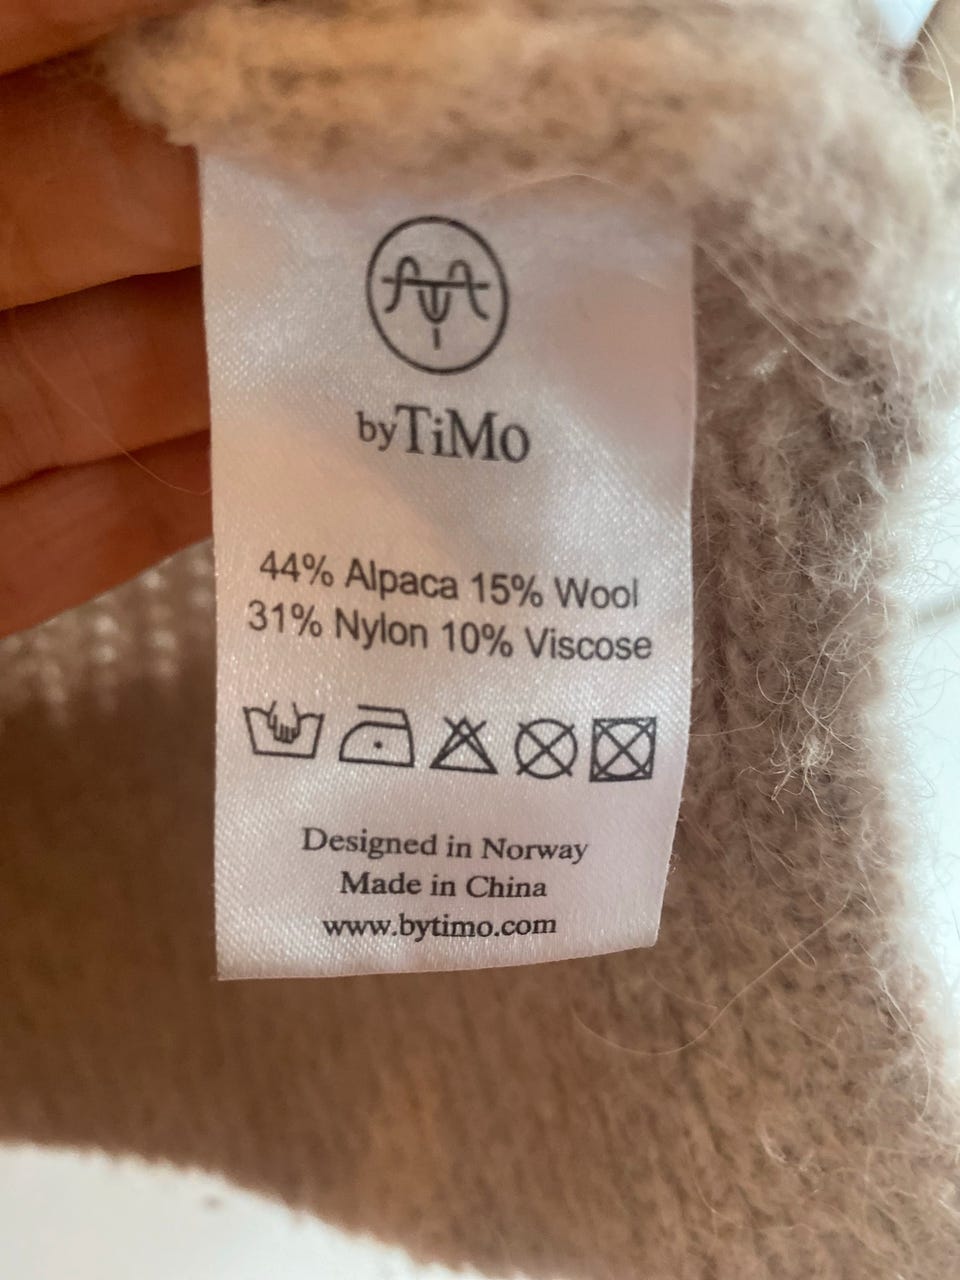 byTiMo
44% Alpaca 15% Wool
31% Nylon 10% Viscose
Designed in Norway
Made in China
www.bytimo.com